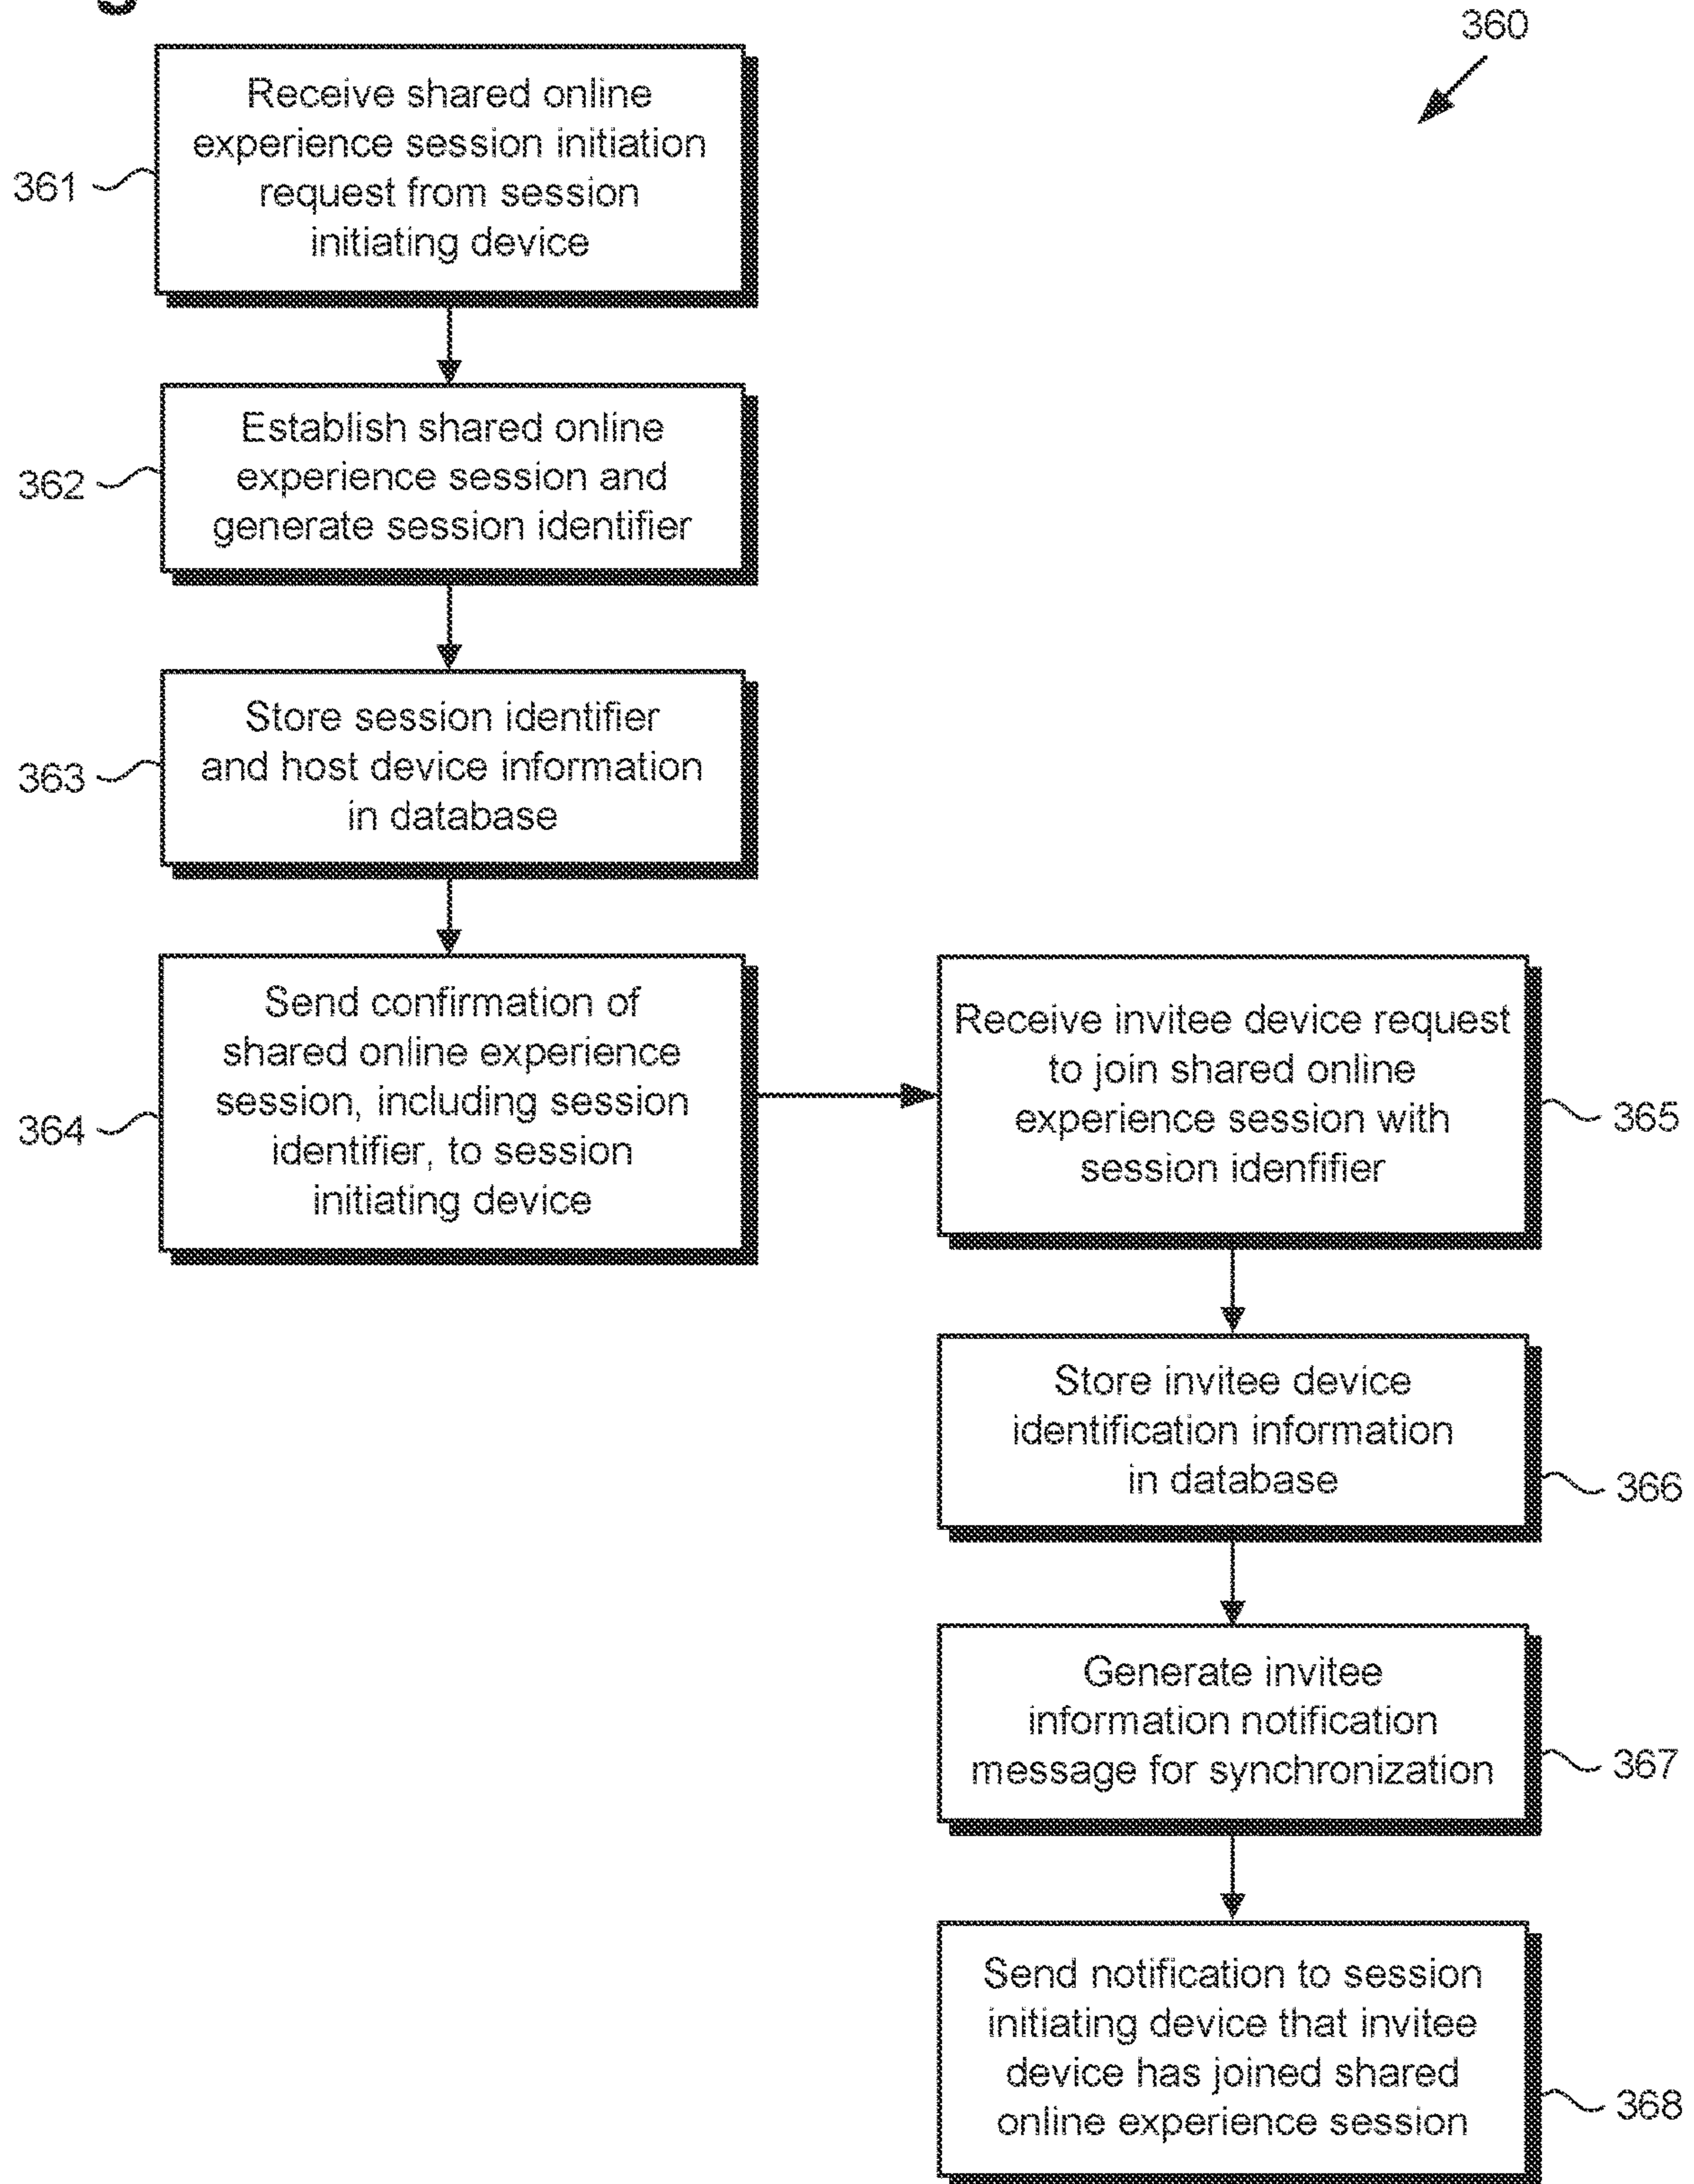 360
Receive shared online
experience session initiation
request from session
initiating device
361
Establish shared online
experience session and
generate session identifier
362
Store session identifier
and host device information
in database
363
Send confirmation of
shared online experience
session, including session
identifier, to session
initiating device
364
Receive invitee device request
to join shared online
experience session with
session idenfifier
365
Store invitee device
identification information
in database
366
Generate invitee
information notification
message for synchronization
367
Send notification to session
initiating device that invitee
device has joined shared
online experience session
368